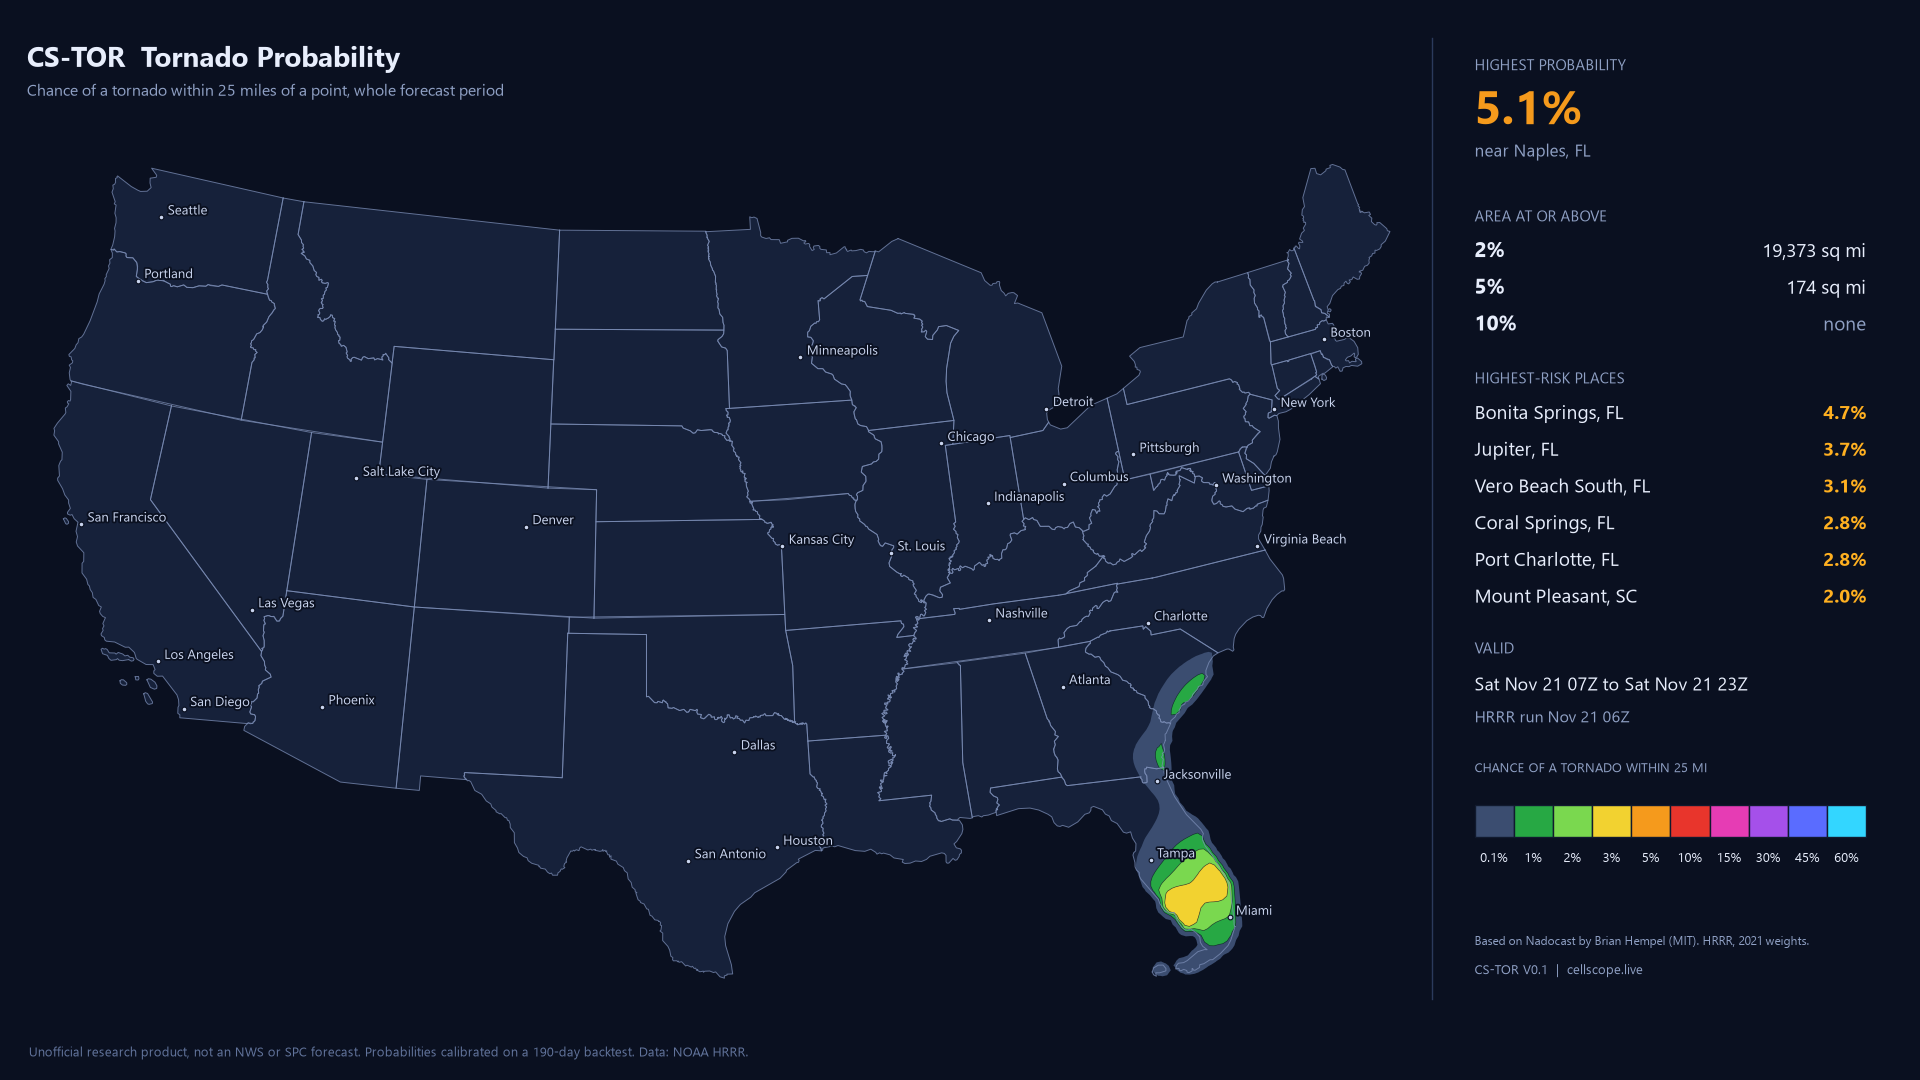 CS-TOR  Tornado Probability
Chance of a tornado within 25 miles of a point, whole forecast period
Seattle
Portland
Minneapolis
Boston
Detroit
New York
Chicago
Pittsburgh
Salt Lake City
Columbus
Washington
Indianapolis
San Francisco
Denver
Kansas City
St. Louis
Virginia Beach
Las Vegas
Nashville
Charlotte
Los Angeles
Atlanta
San Diego
Phoenix
Dallas
Jacksonville
Houston
San Antonio
Tampa
Miami
Unofficial research product, not an NWS or SPC forecast. Probabilities calibrated on a 190-day backtest. Data: NOAA HRRR.
HIGHEST PROBABILITY
5.1%
near Naples, FL
AREA AT OR ABOVE
2% 19,373 sq mi
5% 174 sq mi
10% none
HIGHEST-RISK PLACES
Bonita Springs, FL 4.7%
Jupiter, FL 3.7%
Vero Beach South, FL 3.1%
Coral Springs, FL 2.8%
Port Charlotte, FL 2.8%
Mount Pleasant, SC 2.0%
VALID
Sat Nov 21 07Z to Sat Nov 21 23Z
HRRR run Nov 21 06Z
CHANCE OF A TORNADO WITHIN 25 MI
0.1% 1% 2% 3% 5% 10% 15% 30% 45% 60%
Based on Nadocast by Brian Hempel (MIT). HRRR, 2021 weights.
CS-TOR V0.1 | cellscope.live